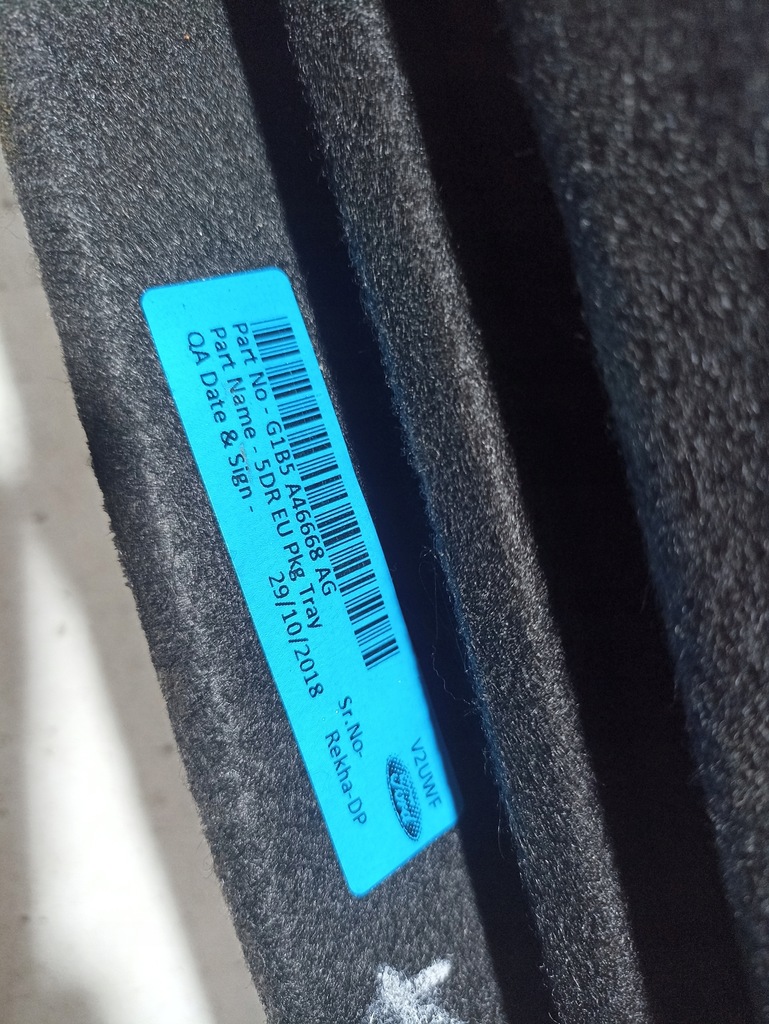 V2UWF
Part No - G1B5 A46668 AG
Part Name - 5DR EU Pkg Tray
Sr.No-
QA Date & Sign -
29/10/2018
Rekha-DP